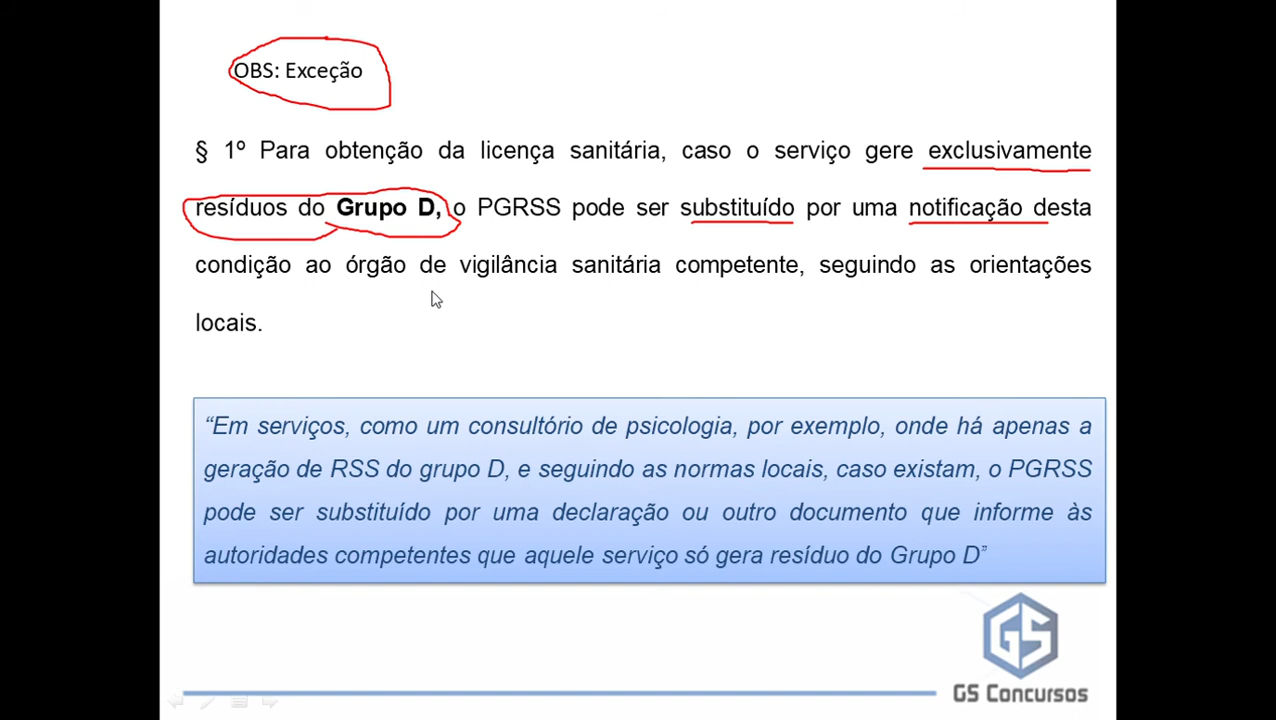 OBS: Exceção
§ 1º Para obtenção da licença sanitária, caso o serviço gere exclusivamente
resíduos do Grupo D, o PGRSS pode ser substituído por uma notificação desta
condição ao órgão de vigilância sanitária competente, seguindo as orientações
locais.
“Em serviços, como um consultório de psicologia, por exemplo, onde há apenas a
geração de RSS do grupo D, e seguindo as normas locais, caso existam, o PGRSS
pode ser substituído por uma declaração ou outro documento que informe às
autoridades competentes que aquele serviço só gera resíduo do Grupo D”
GS
GS Concursos